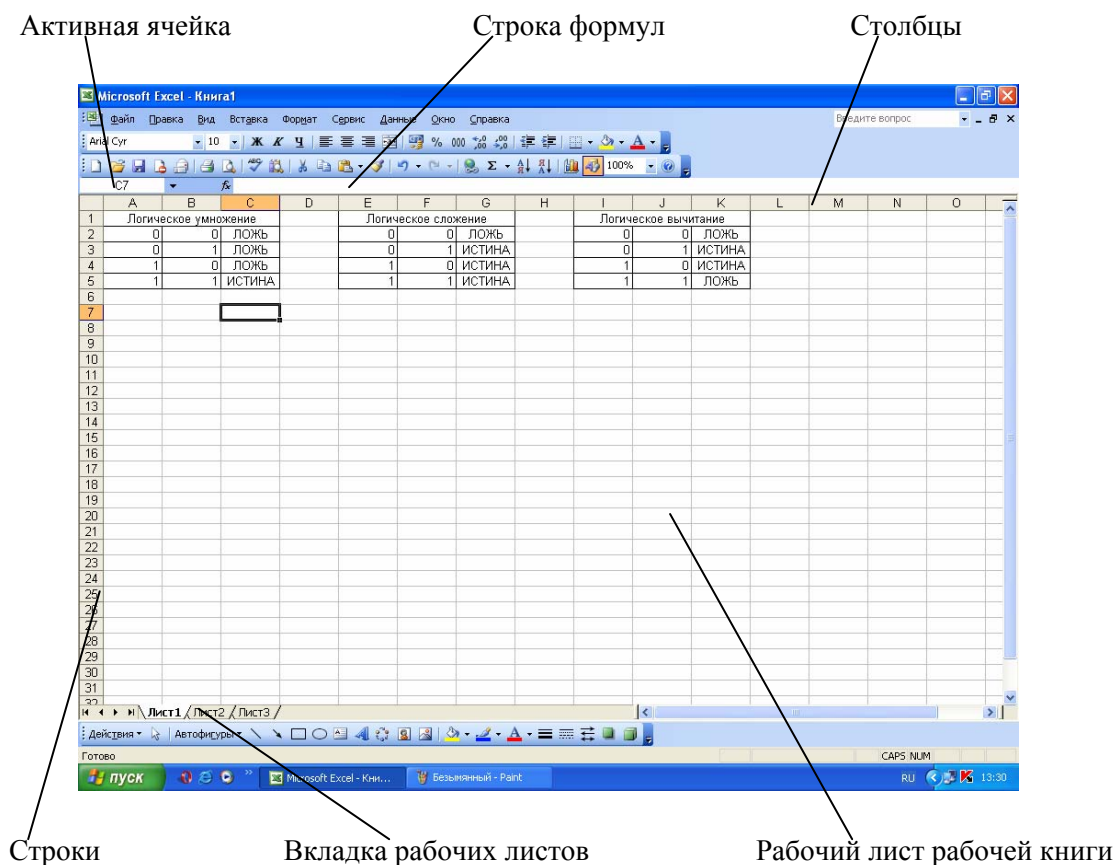 Активная ячейка Строка формул Столбцы
Microsoft Excel - Книга1
Файл Правка Вид Вставка Формат Сервис Данные Окно Справка Введите вопрос
Arial Cyr 10 Ж К Ч % 000
Σ 100%
C7 fx
A B C D E F G H I J K L M N O
1 Логическое умножение Логическое сложение Логическое вычитание
2 0 0 ЛОЖЬ 0 0 ЛОЖЬ 0 0 ЛОЖЬ
3 0 1 ЛОЖЬ 0 1 ИСТИНА 0 1 ИСТИНА
4 1 0 ЛОЖЬ 1 0 ИСТИНА 1 0 ИСТИНА
5 1 1 ИСТИНА 1 1 ИСТИНА 1 1 ЛОЖЬ
6
7
8
9
10
11
12
13
14
15
16
17
18
19
20
21
22
23
24
25
26
27
28
29
30
31
32
Лист1 Лист2 Лист3
Действия Автофигуры
Готово CAPS NUM
пуск Microsoft Excel - Кни... Безымянный - Paint RU 13:30
Строки Вкладка рабочих листов Рабочий лист рабочей книги